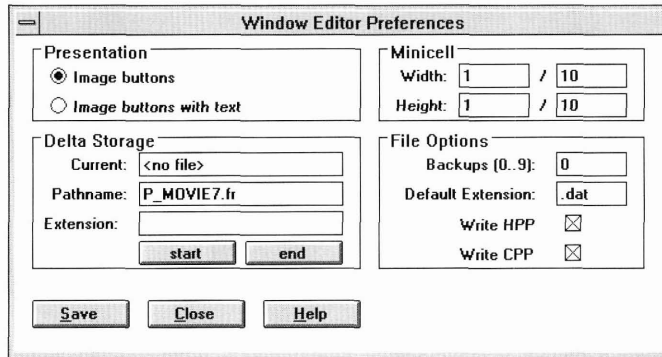 Window Editor Preferences
Presentation
Image buttons
Image buttons with text
Minicell
Width: 1 / 10
Height: 1 / 10
Delta Storage
Current: <no file>
Pathname: P_MOVIE7.fr
Extension:
start end
File Options
Backups (0..9): 0
Default Extension: .dat
Write HPP
Write CPP
Save Close Help